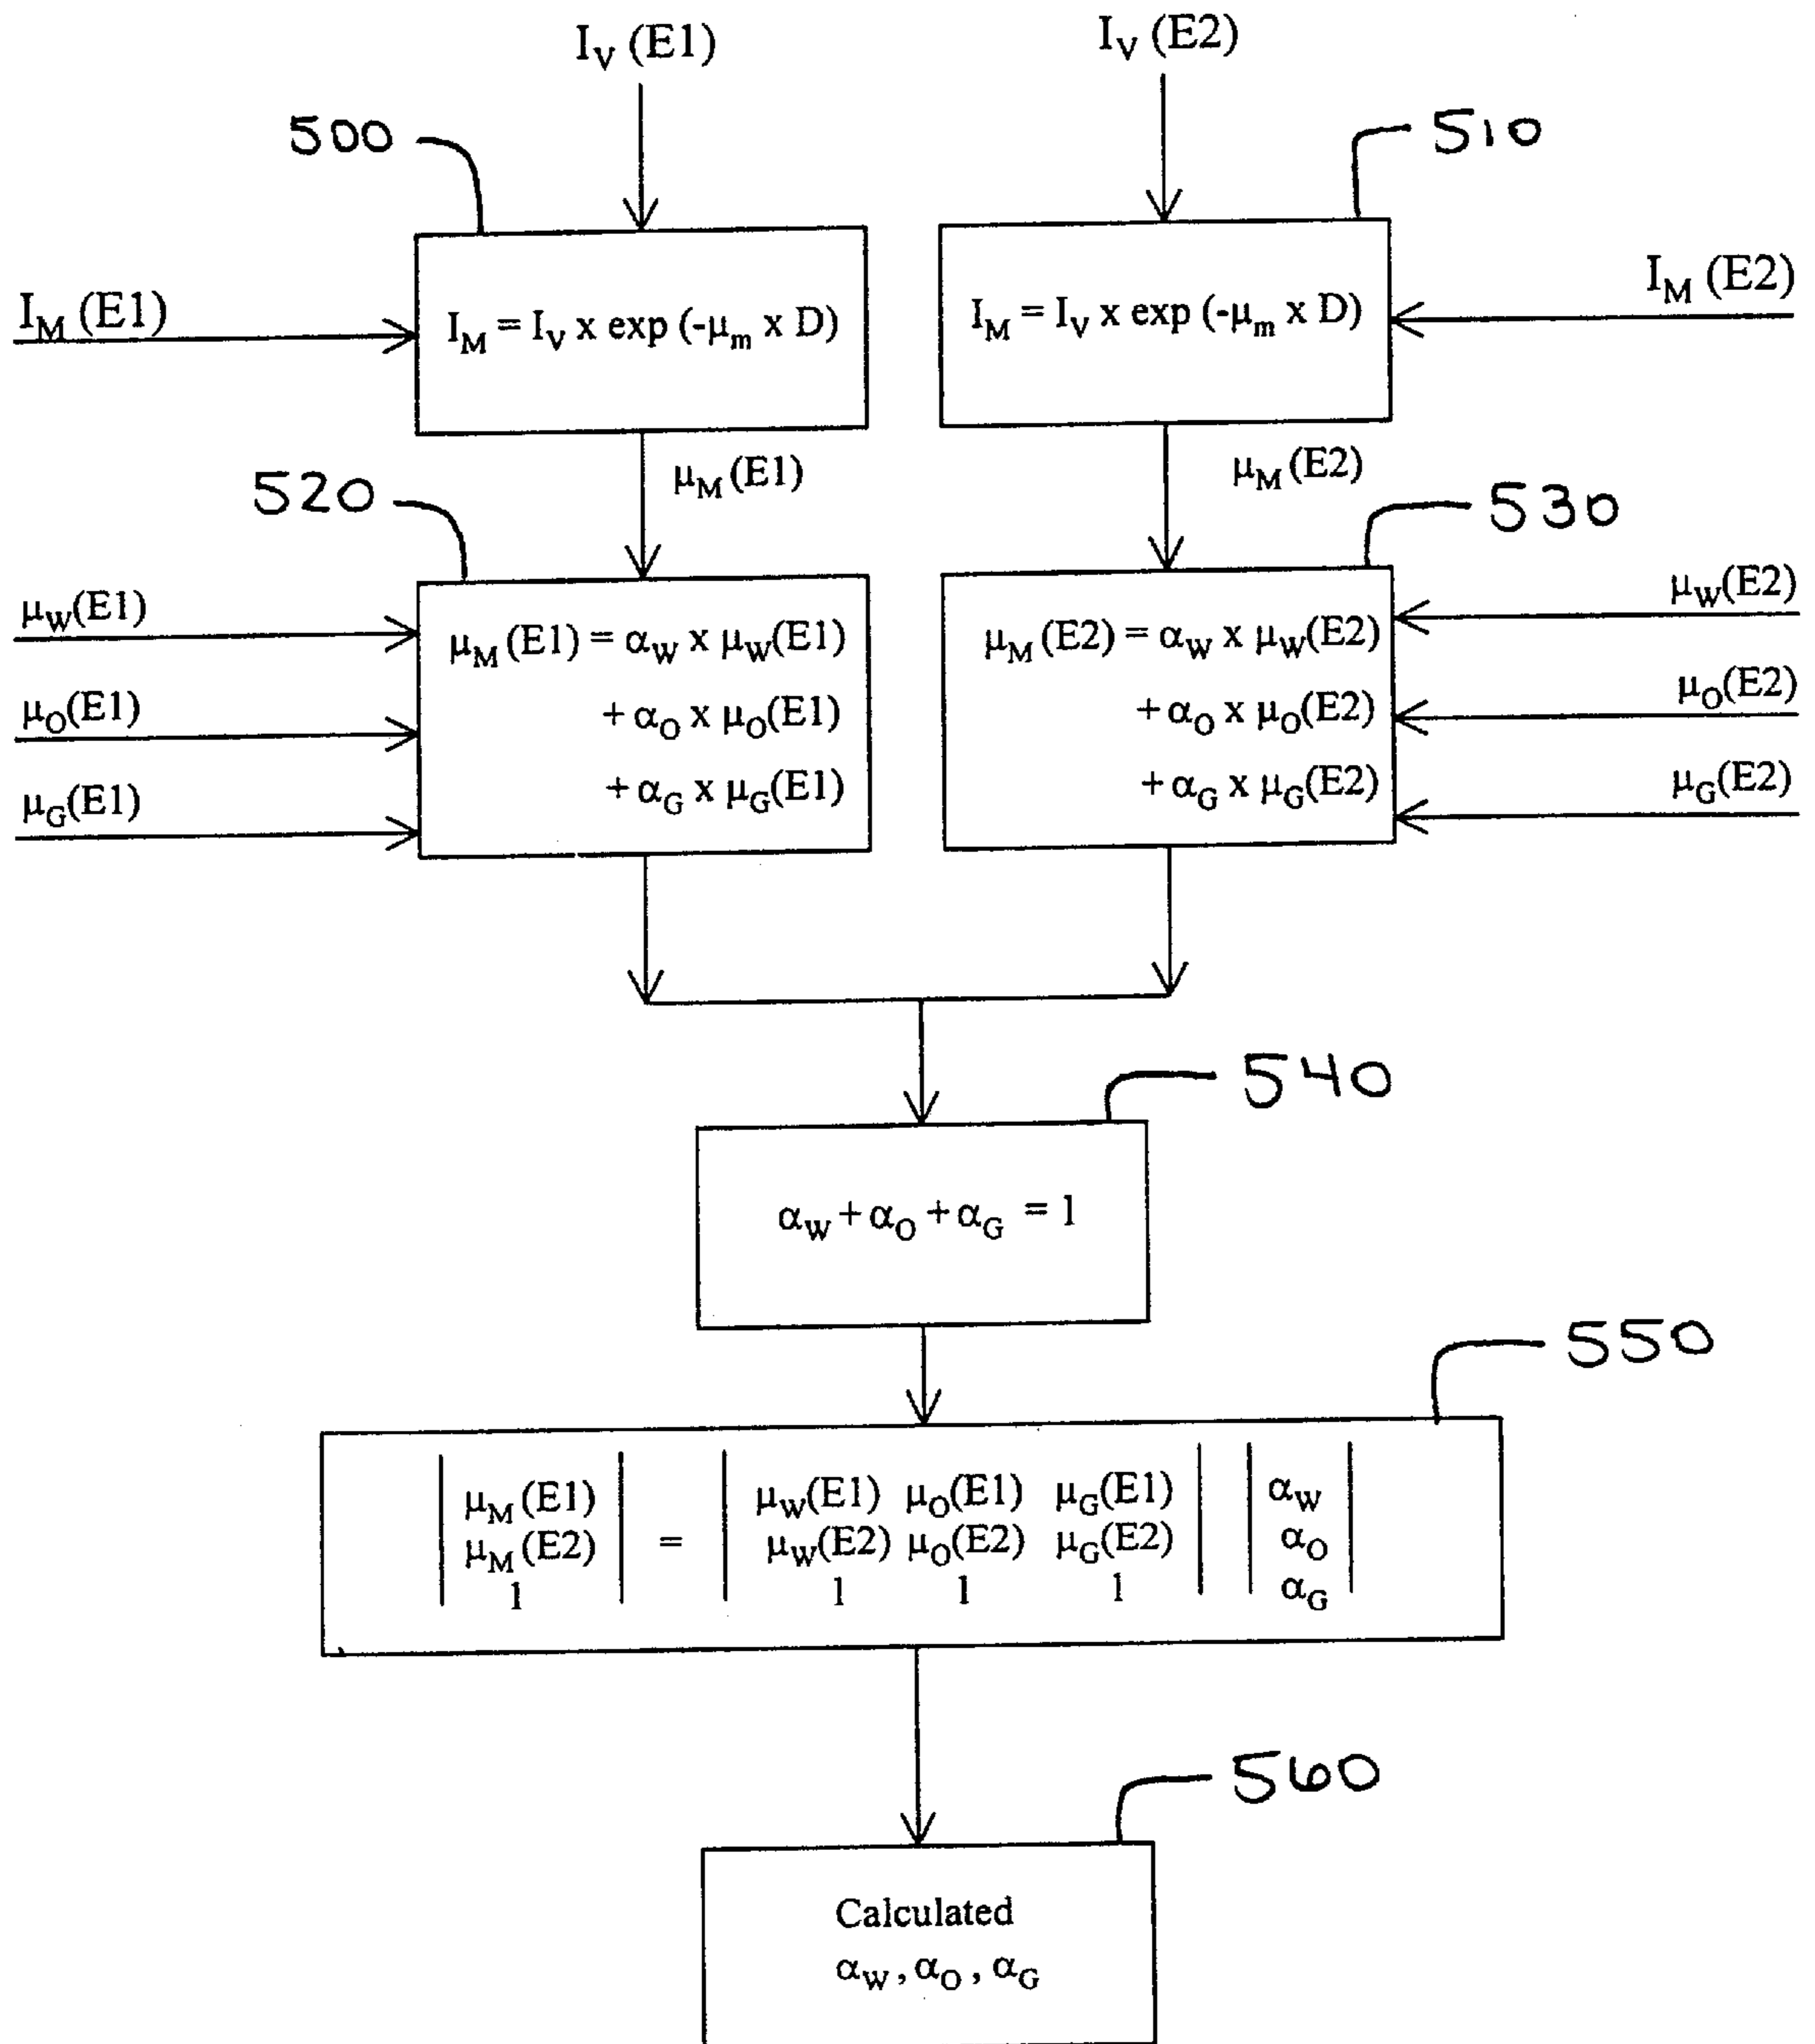 I_V (E1) I_V (E2)
500 510
I_M (E1) I_M (E2)
I_M = I_V x exp (-μ_m x D) I_M = I_V x exp (-μ_m x D)
μ_M (E1) μ_M (E2)
520 530
μ_W(E1) μ_W(E2)
μ_M (E1) = α_W x μ_W(E1) μ_M (E2) = α_W x μ_W(E2)
μ_O(E1) μ_O(E2)
+ α_O x μ_O(E1) + α_O x μ_O(E2)
μ_G(E1) μ_G(E2)
+ α_G x μ_G(E1) + α_G x μ_G(E2)
540
α_W + α_O + α_G = 1
550
μ_M (E1) μ_W(E1) μ_O(E1) μ_G(E1) α_W
μ_M (E2) = μ_W(E2) μ_O(E2) μ_G(E2) α_O
1 1 1 1 α_G
560
Calculated
α_W , α_O , α_G